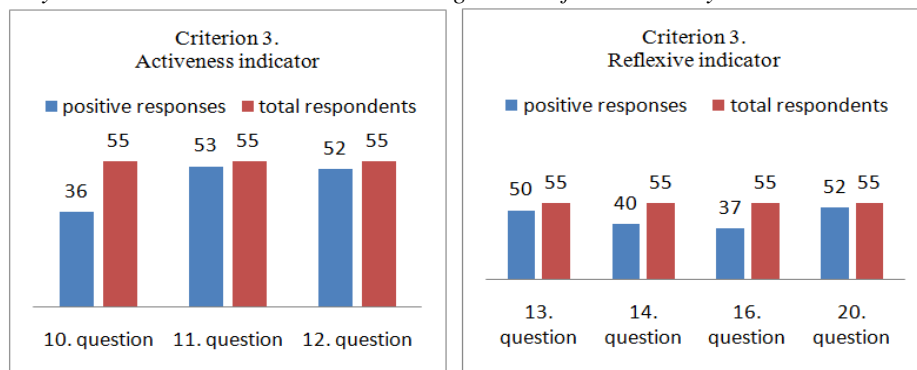 Criterion 3.
Activeness indicator
positive responses total respondents
36 55 53 55 52 55
10. question 11. question 12. question
Criterion 3.
Reflexive indicator
positive responses total respondents
50 55 40 55 37 55 52 55
13. question 14. question 16. question 20. question